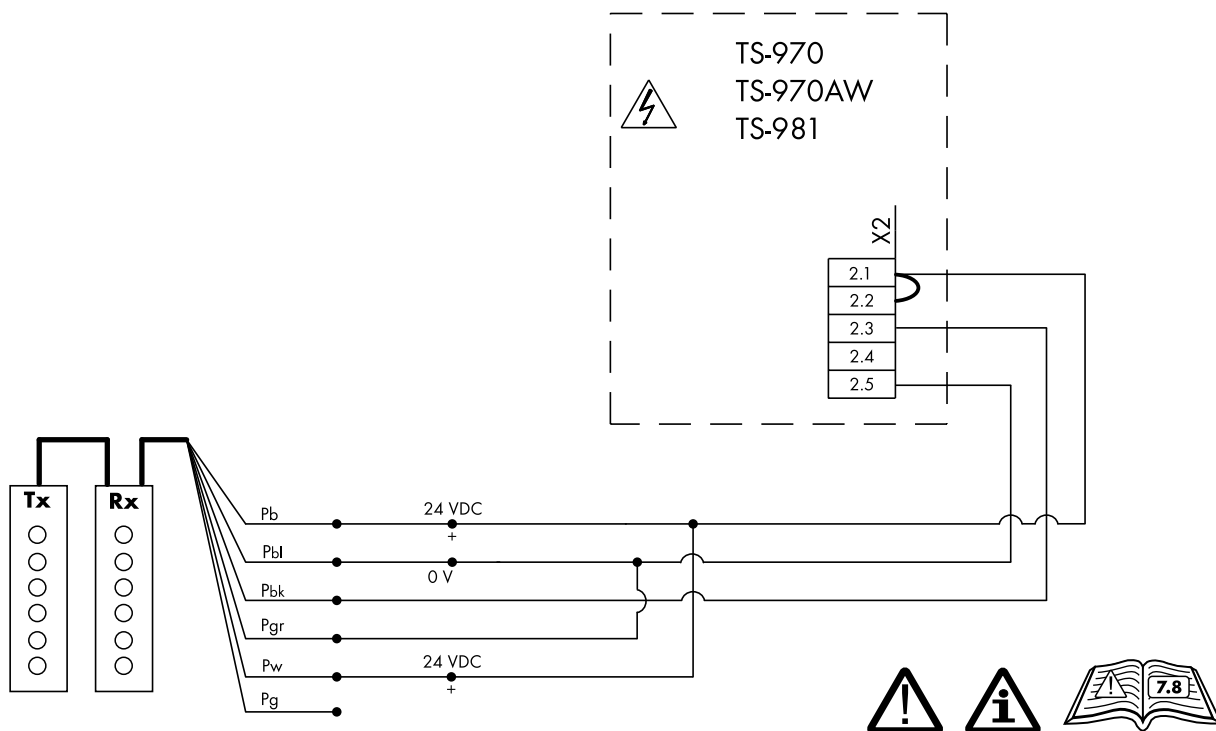 TS-970
TS-970AW
TS-981
X2
2.1
2.2
2.3
2.4
2.5
Tx
Rx
Pb
24 VDC
+
Pbl
0 V
Pbk
Pgr
Pw
24 VDC
+
Pg
7.8